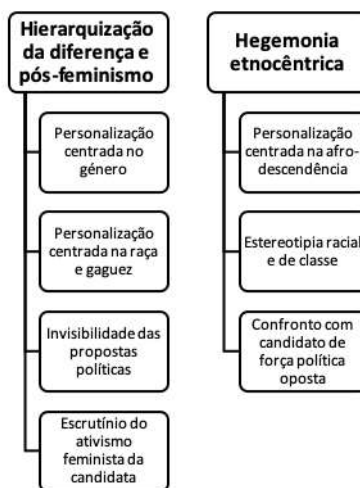 Hierarquização
da diferença e
pós-feminismo
Personalização
centrada no
género
Personalização
centrada na raça
e gaguez
Invisibilidade das
propostas
políticas
Escrutínio do
ativismo
feminista da
candidata
Hegemonia
etnocêntrica
Personalização
centrada na afro-
descendência
Estereotipia racial
e de classe
Confronto com
candidato de
força política
oposta